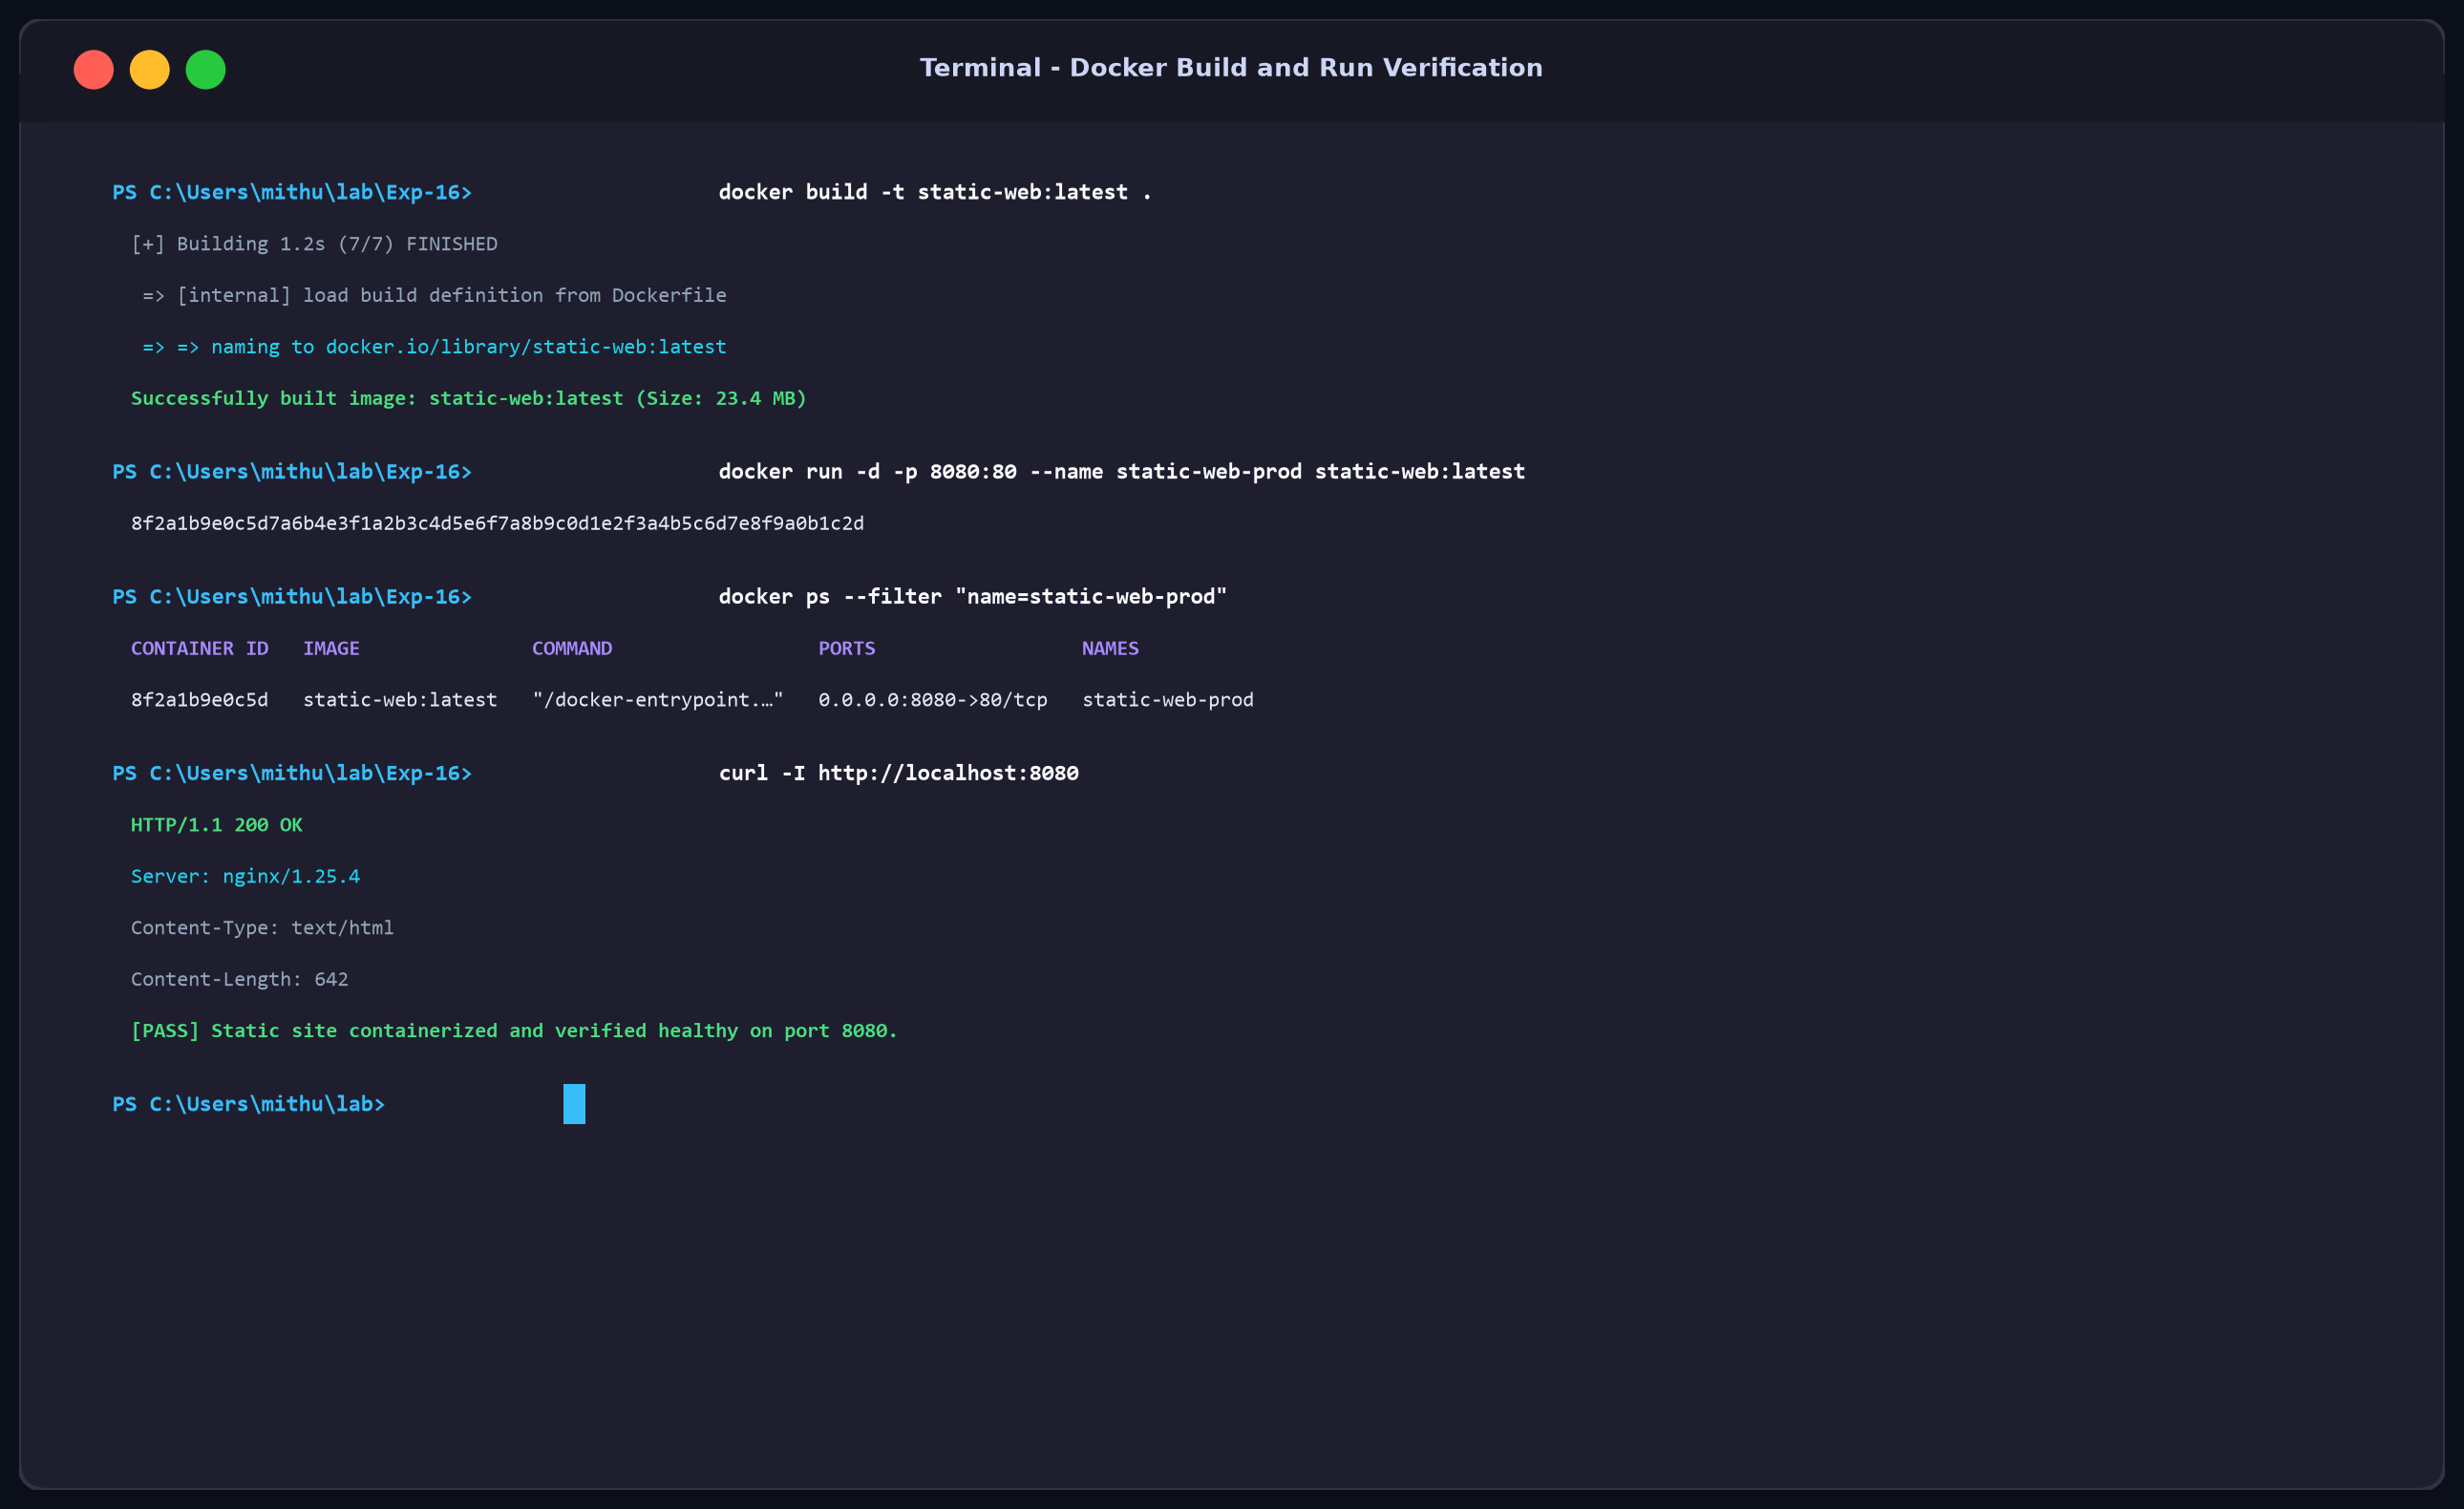 Terminal - Docker Build and Run Verification
PS C:\Users\mithu\lab\Exp-16> docker build -t static-web:latest .
[+] Building 1.2s (7/7) FINISHED
=> [internal] load build definition from Dockerfile
=> => naming to docker.io/library/static-web:latest
Successfully built image: static-web:latest (Size: 23.4 MB)
PS C:\Users\mithu\lab\Exp-16> docker run -d -p 8080:80 --name static-web-prod static-web:latest
8f2a1b9e0c5d7a6b4e3f1a2b3c4d5e6f7a8b9c0d1e2f3a4b5c6d7e8f9a0b1c2d
PS C:\Users\mithu\lab\Exp-16> docker ps --filter "name=static-web-prod"
CONTAINER ID   IMAGE               COMMAND                  PORTS                  NAMES
8f2a1b9e0c5d   static-web:latest   "/docker-entrypoint.…"   0.0.0.0:8080->80/tcp   static-web-prod
PS C:\Users\mithu\lab\Exp-16> curl -I http://localhost:8080
HTTP/1.1 200 OK
Server: nginx/1.25.4
Content-Type: text/html
Content-Length: 642
[PASS] Static site containerized and verified healthy on port 8080.
PS C:\Users\mithu\lab>